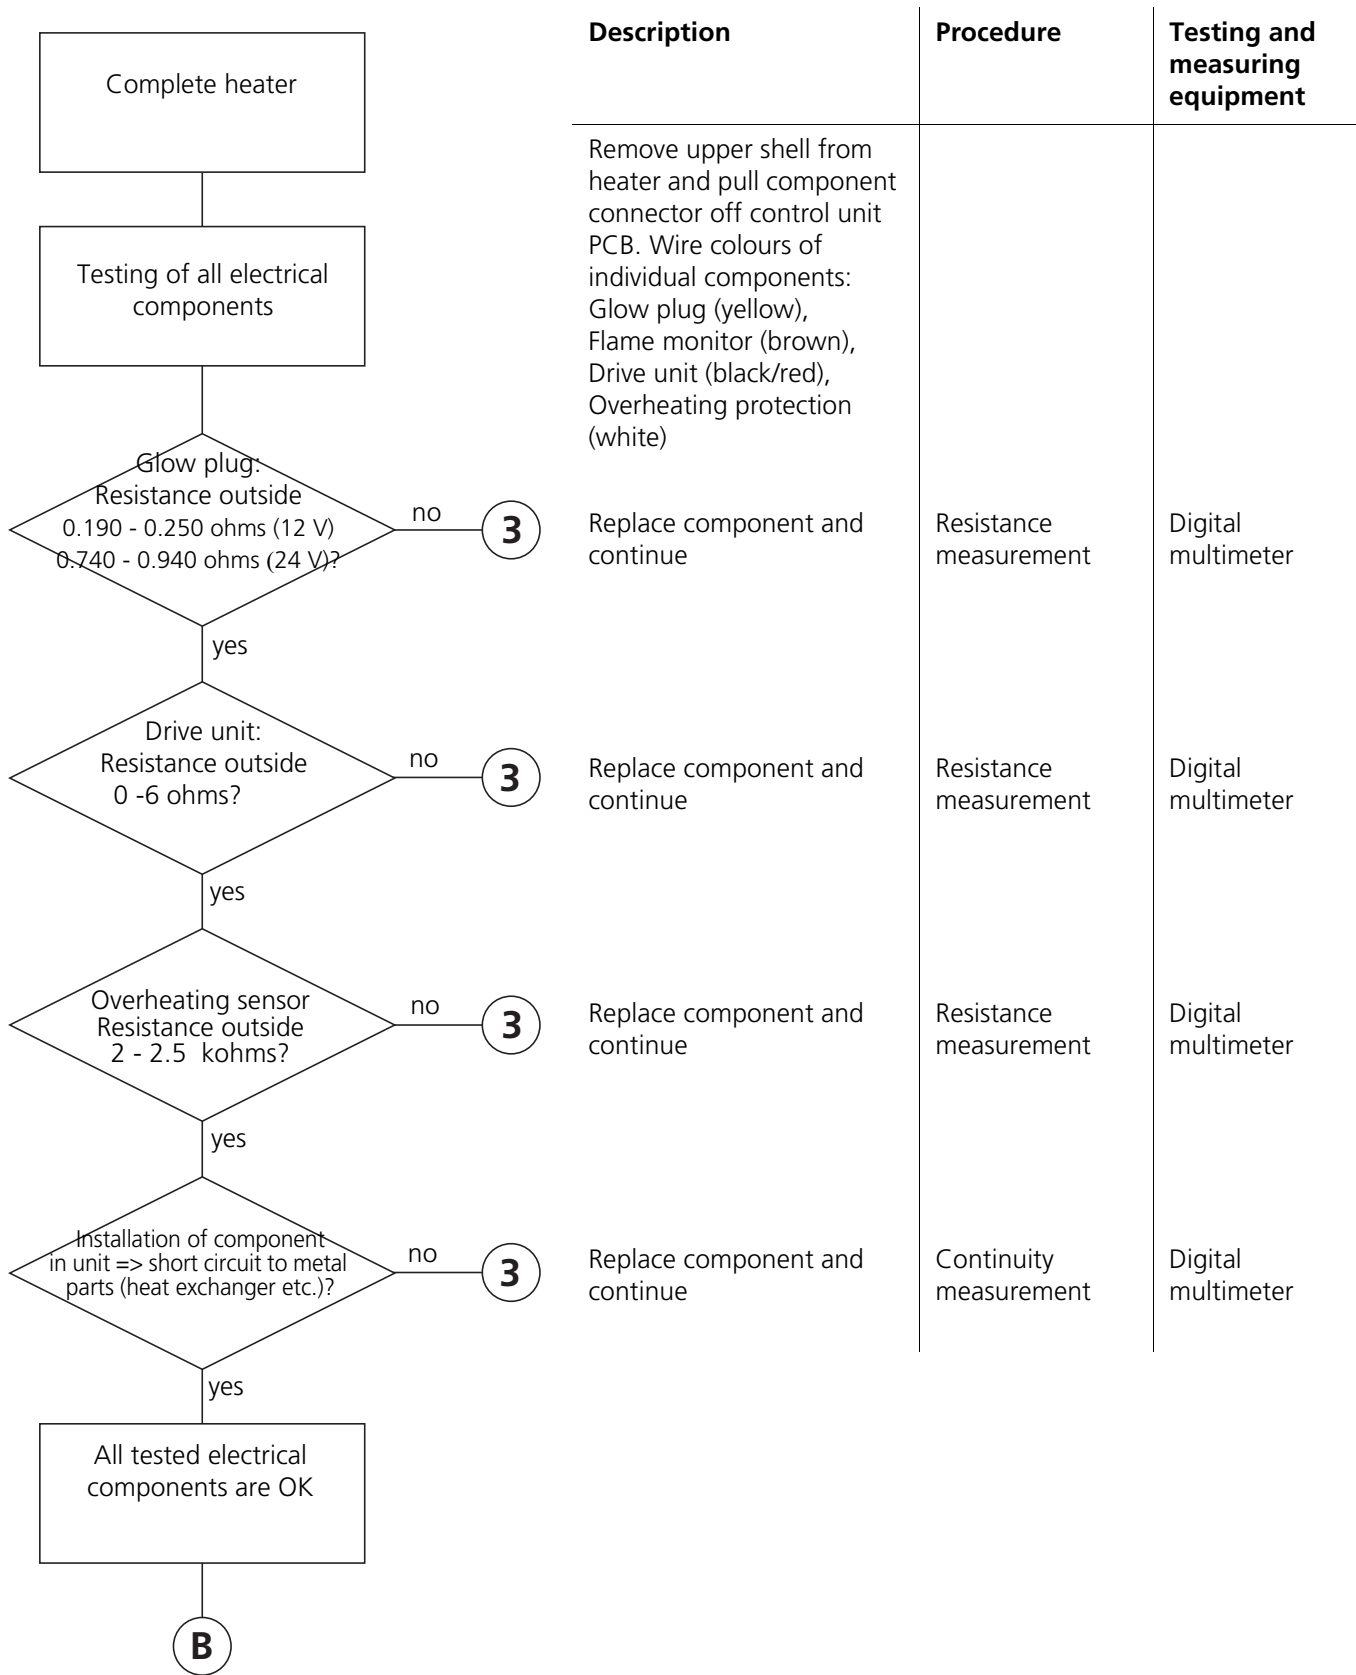 Complete heater
Testing of all electrical
components
Glow plug:
Resistance outside
0.190 - 0.250 ohms (12 V)
0.740 - 0.940 ohms (24 V)?
no
3
yes
Drive unit:
Resistance outside
0 -6 ohms?
no
3
yes
Overheating sensor
Resistance outside
2 - 2.5 kohms?
no
3
yes
Installation of component
in unit => short circuit to metal
parts (heat exchanger etc.)?
no
3
yes
All tested electrical
components are OK
B
Description
Procedure
Testing and
measuring
equipment
Remove upper shell from
heater and pull component
connector off control unit
PCB. Wire colours of
individual components:
Glow plug (yellow),
Flame monitor (brown),
Drive unit (black/red),
Overheating protection
(white)
Replace component and
continue
Resistance
measurement
Digital
multimeter
Replace component and
continue
Resistance
measurement
Digital
multimeter
Replace component and
continue
Resistance
measurement
Digital
multimeter
Replace component and
continue
Continuity
measurement
Digital
multimeter